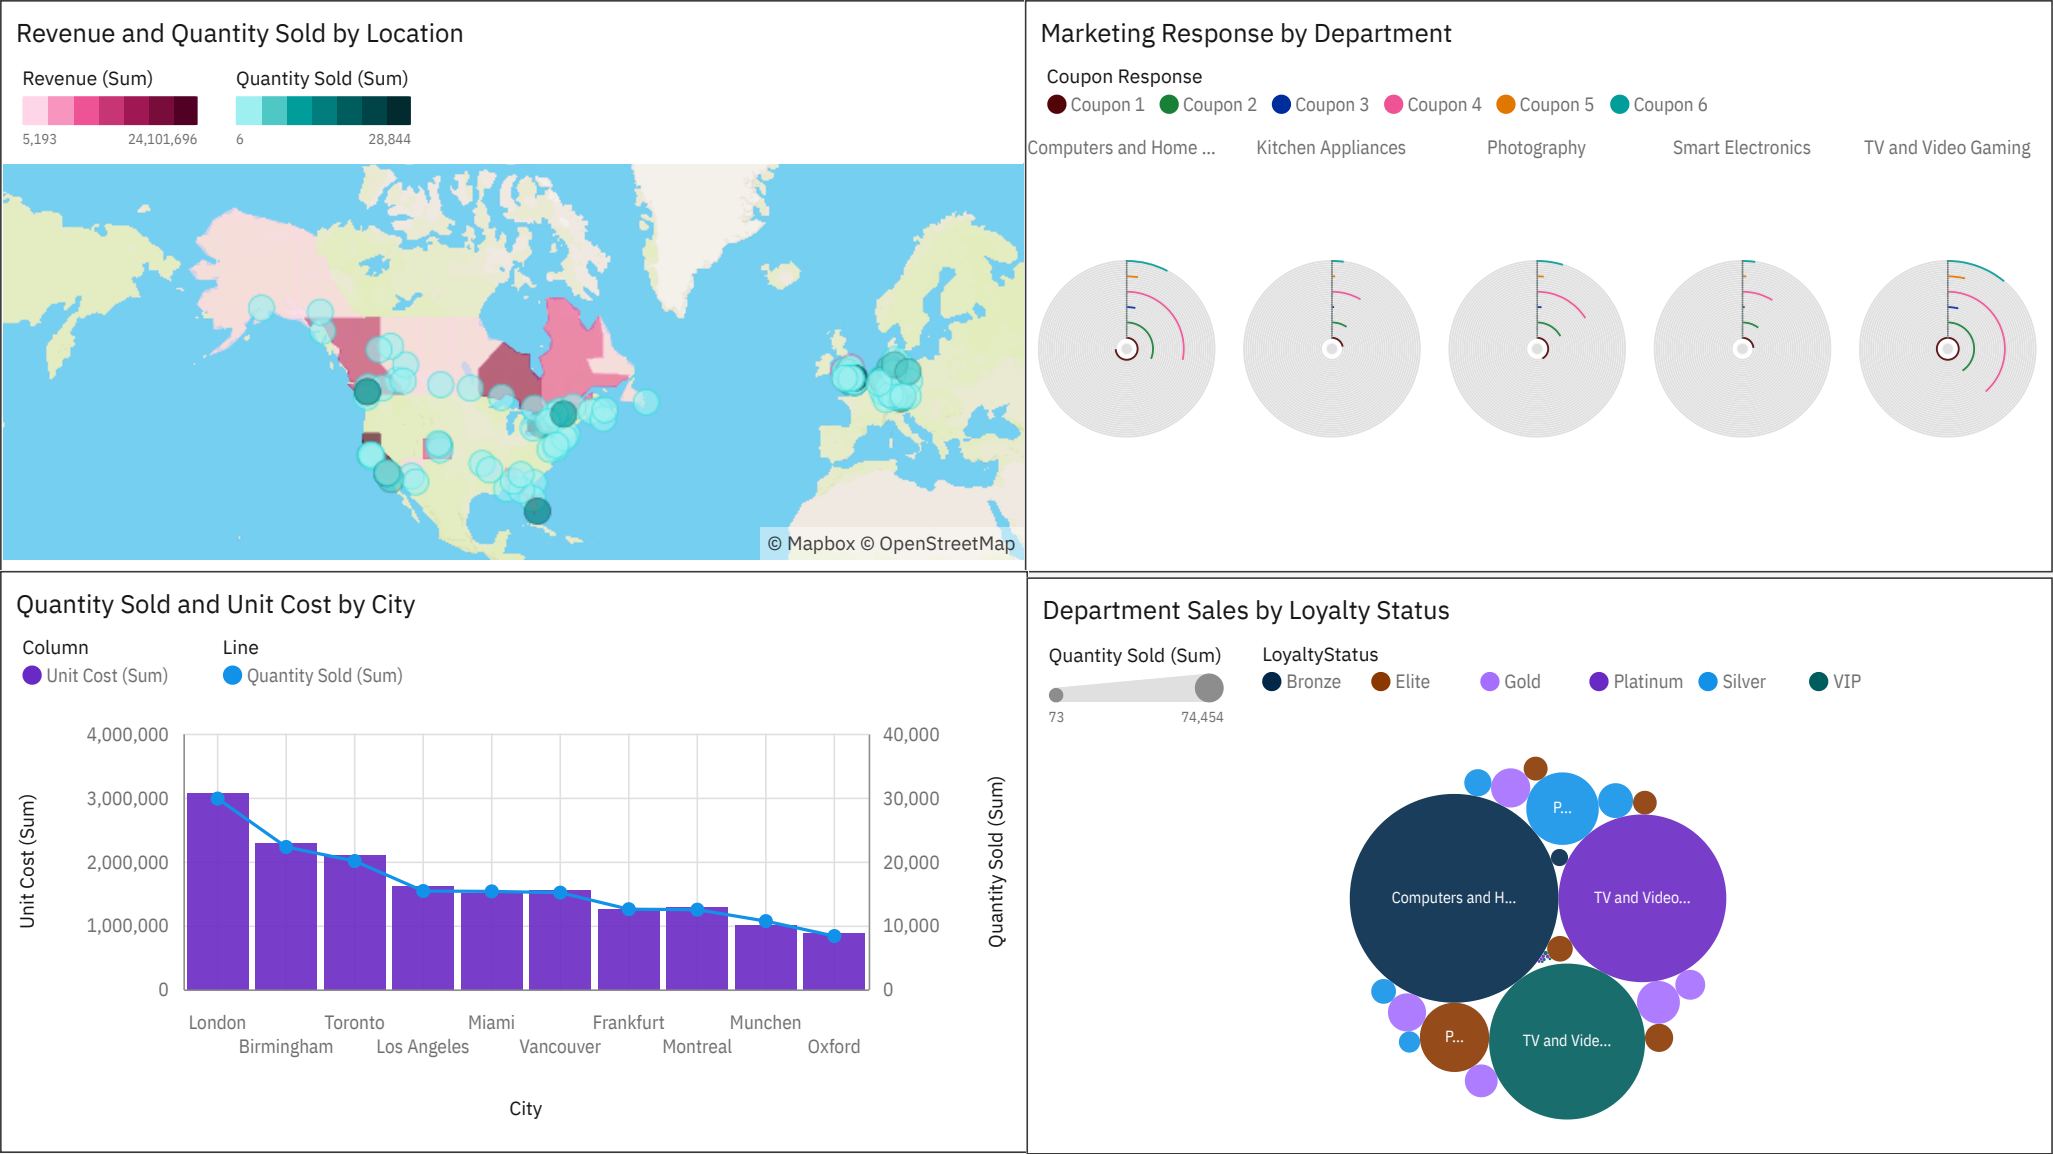 Revenue and Quantity Sold by Location
Revenue (Sum)
5,193 24,101,696
Quantity Sold (Sum)
6 28,844
© Mapbox © OpenStreetMap
Marketing Response by Department
Coupon Response
Coupon 1 Coupon 2 Coupon 3 Coupon 4 Coupon 5 Coupon 6
Computers and Home ... Kitchen Appliances Photography Smart Electronics TV and Video Gaming
Quantity Sold and Unit Cost by City
Column
Unit Cost (Sum)
Line
Quantity Sold (Sum)
Unit Cost (Sum)
4,000,000
3,000,000
2,000,000
1,000,000
0
40,000
30,000
20,000
10,000
0
Quantity Sold (Sum)
London Toronto Miami Frankfurt Munchen
Birmingham Los Angeles Vancouver Montreal Oxford
City
Department Sales by Loyalty Status
Quantity Sold (Sum)
73 74,454
LoyaltyStatus
Bronze Elite Gold Platinum Silver VIP
P...
Computers and H...
TV and Video...
P...
TV and Vide...